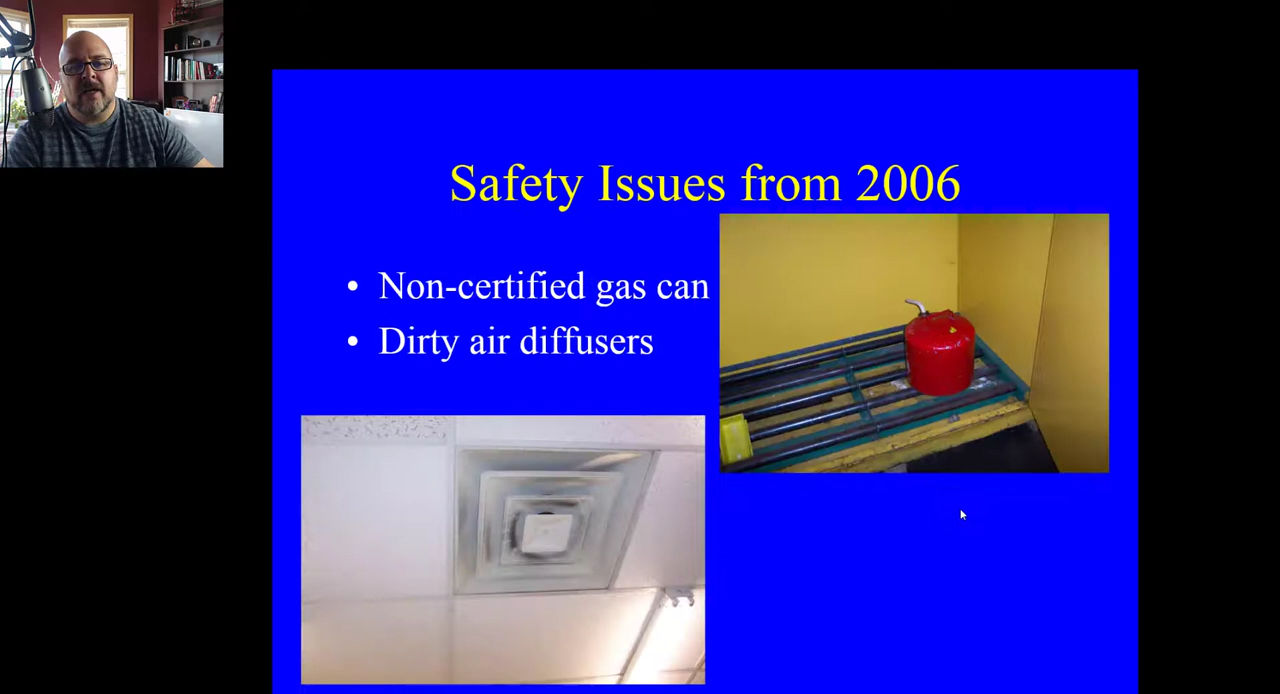 Safety Issues from 2006
• Non-certified gas can
• Dirty air diffusers